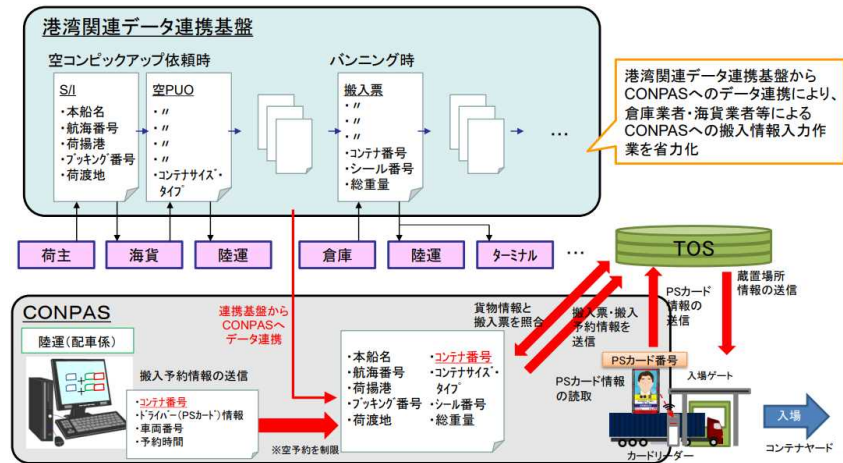 港湾関連データ連携基盤
空コンピックアップ依頼時
バンニング時
S/I
・本船名
・航海番号
・荷揚港
・ブッキング番号
・荷渡地
空PUO
・〃
・〃
・〃
・〃
・コンテナサイズ・
タイプ
搬入票
・〃
・〃
・〃
・コンテナ番号
・シール番号
・総重量
…
港湾関連データ連携基盤から
CONPASへのデータ連携により、
倉庫業者・海貨業者等による
CONPASへの搬入情報入力作
業を省力化
荷主
海貨
陸運
倉庫
陸運
ターミナル
…
TOS
CONPAS
陸運(配車係)
搬入予約情報の送信
・コンテナ番号
・ドライバー(PSカード)情報
・車両番号
・予約時間
連携基盤から
CONPASへ
データ連携
※空予約を制限
・本船名
・航海番号
・荷揚港
・ブッキング番号
・荷渡地
・コンテナ番号
・コンテナサイズ・
タイプ
・シール番号
・総重量
貨物情報と
搬入票を照合
搬入票・搬入
予約情報を
送信
PSカード
情報の
送信
蔵置場所
情報の送信
PSカード番号
PSカード情報
の読取
入場ゲート
カードリーダー
入場
コンテナヤード